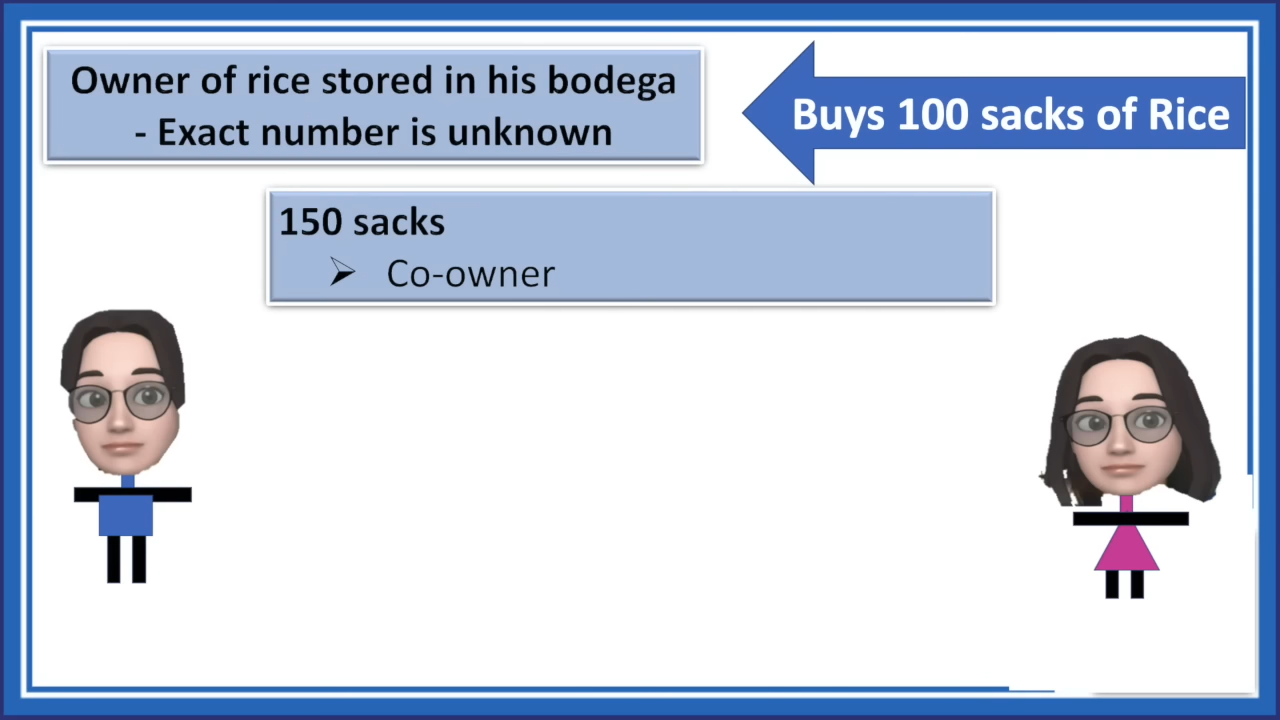 Owner of rice stored in his bodega
- Exact number is unknown
Buys 100 sacks of Rice
150 sacks
➢ Co-owner